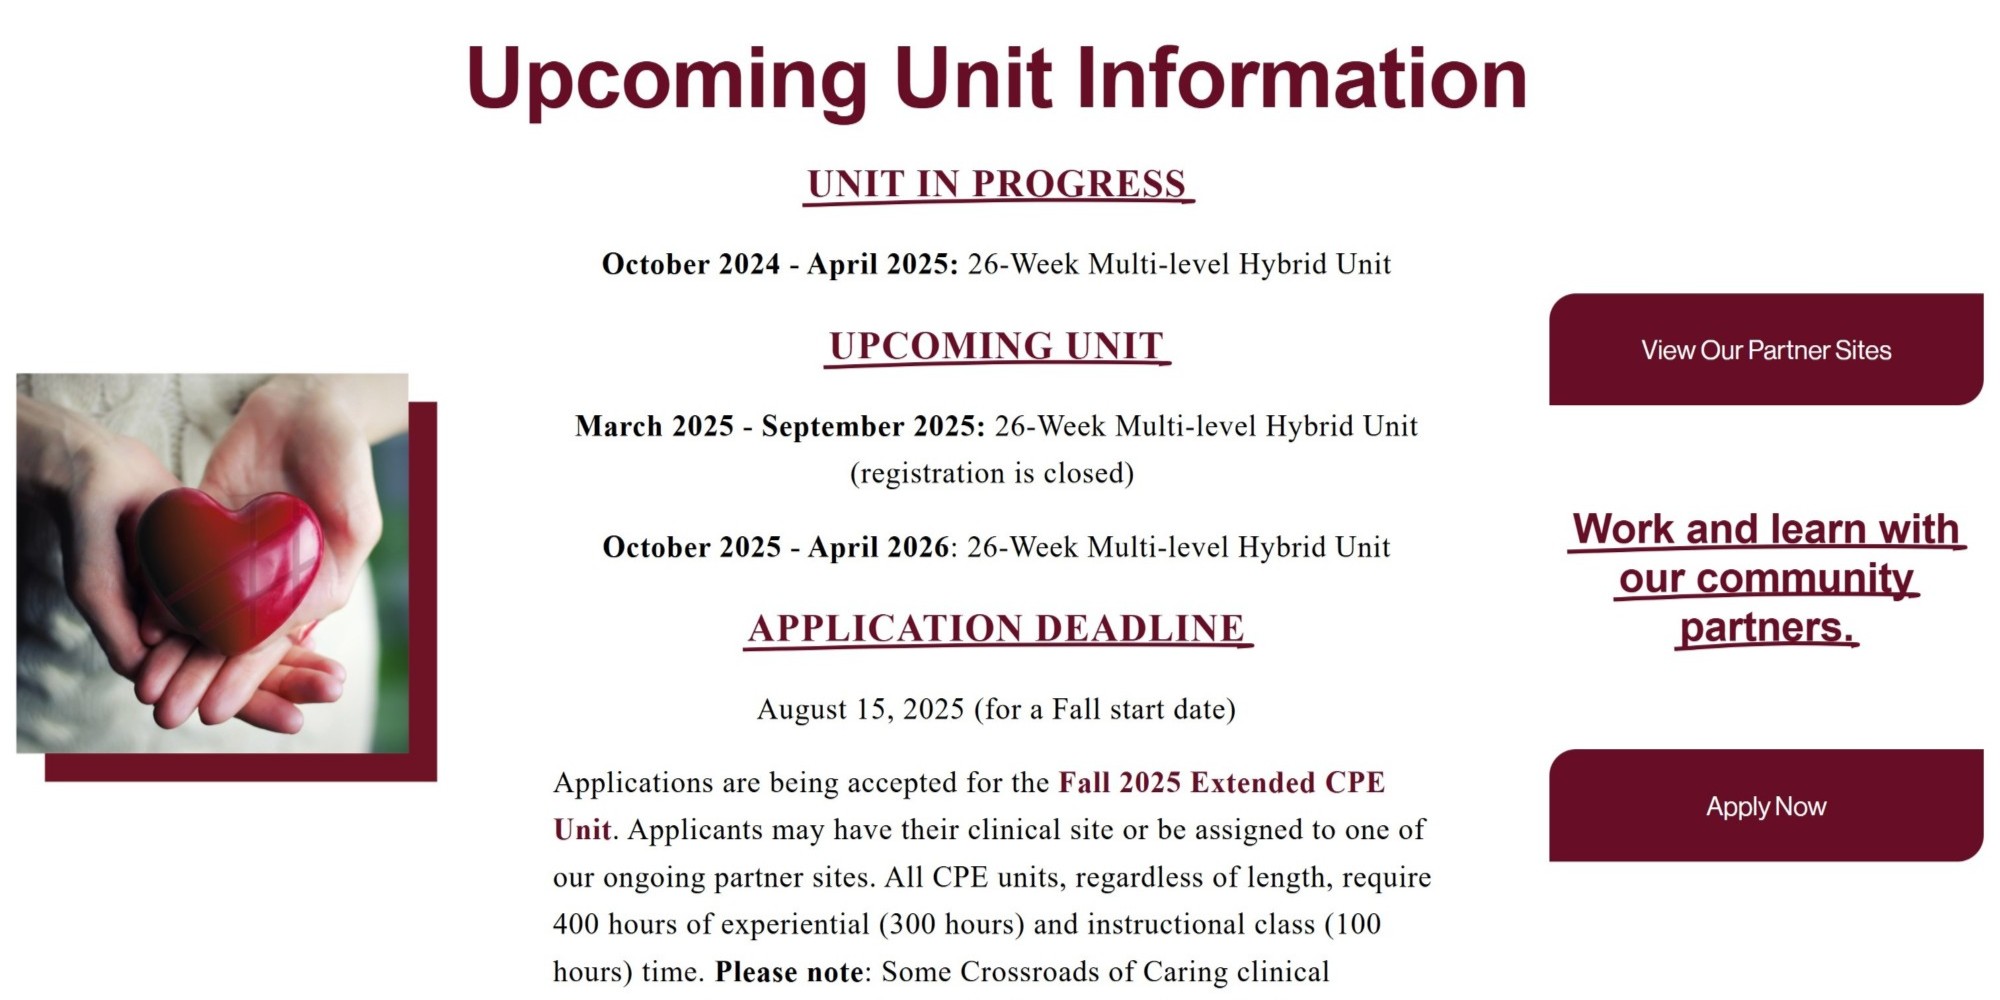 Upcoming Unit Information
UNIT IN PROGRESS
October 2024 - April 2025: 26-Week Multi-level Hybrid Unit
UPCOMING UNIT
March 2025 - September 2025: 26-Week Multi-level Hybrid Unit
(registration is closed)
October 2025 - April 2026: 26-Week Multi-level Hybrid Unit
APPLICATION DEADLINE
August 15, 2025 (for a Fall start date)
Applications are being accepted for the Fall 2025 Extended CPE
Unit. Applicants may have their clinical site or be assigned to one of
our ongoing partner sites. All CPE units, regardless of length, require
400 hours of experiential (300 hours) and instructional class (100
hours) time. Please note: Some Crossroads of Caring clinical
View Our Partner Sites
Work and learn with
our community
partners.
Apply Now